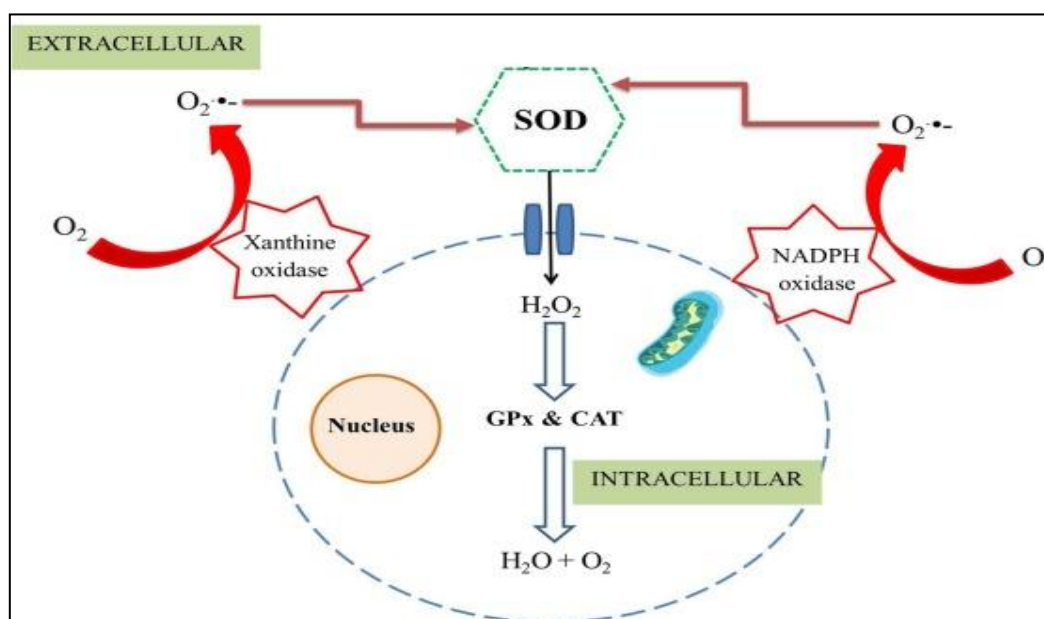 EXTRACELLULAR
O₂·•-
SOD
O₂·•-
O₂
Xanthine
oxidase
NADPH
oxidase
O
H₂O₂
GPx & CAT
Nucleus
INTRACELLULAR
H₂O + O₂